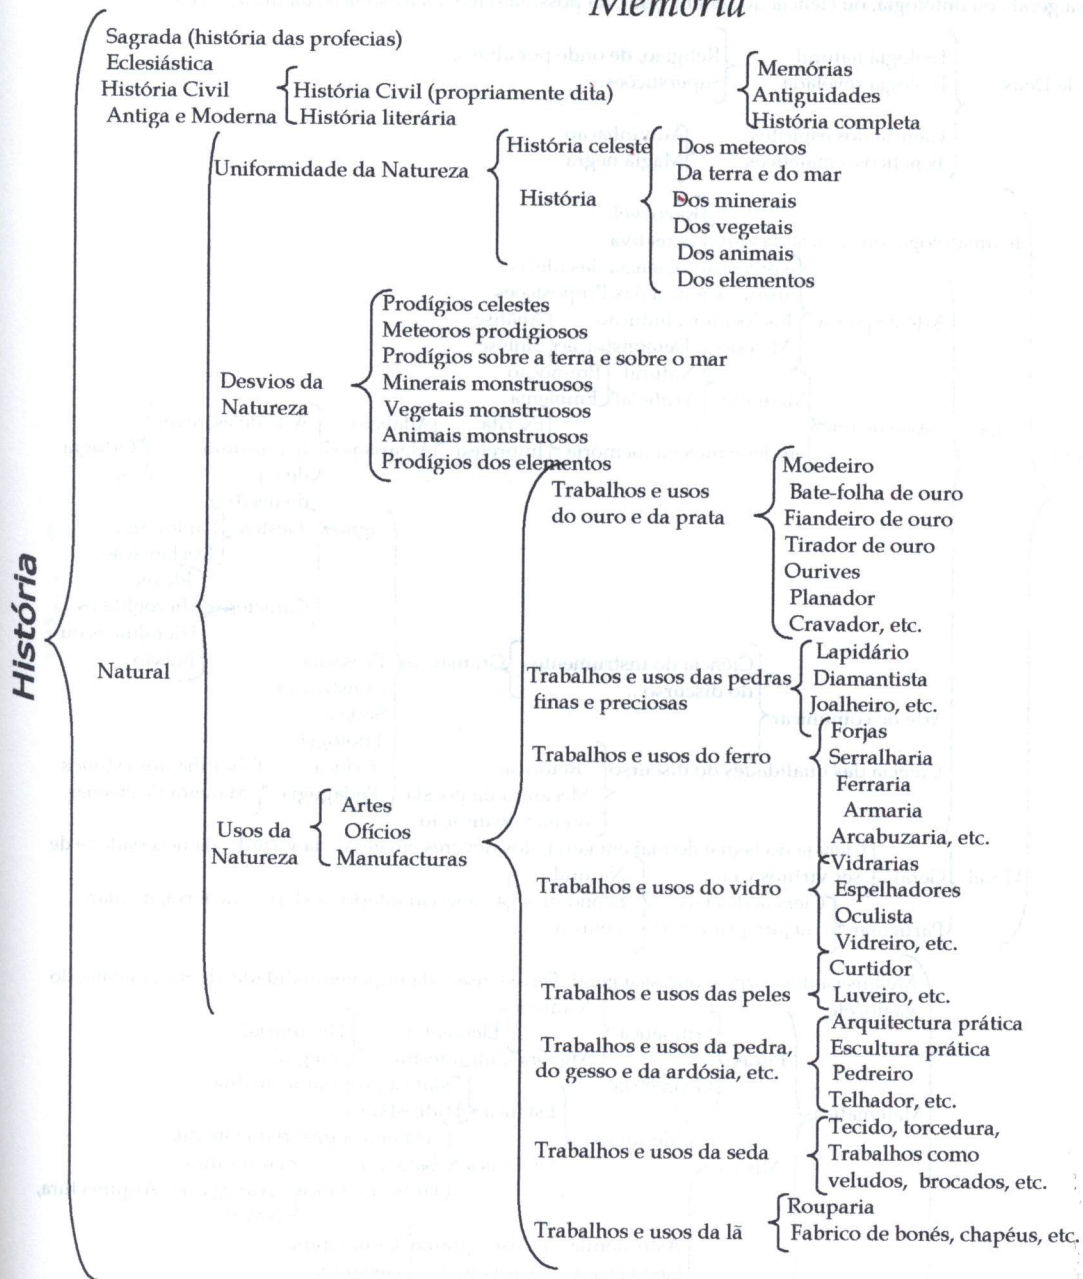 Memória
Sagrada (história das profecias)
Eclesiástica
História Civil
Antiga e Moderna
História Civil (propriamente dita)
História literária
Memórias
Antiguidades
História completa
História
Natural
Uniformidade da Natureza
História celeste
História
Dos meteoros
Da terra e do mar
Dos minerais
Dos vegetais
Dos animais
Dos elementos
Desvios da
Natureza
Prodígios celestes
Meteoros prodigiosos
Prodígios sobre a terra e sobre o mar
Minerais monstruosos
Vegetais monstruosos
Animais monstruosos
Prodígios dos elementos
Usos da
Natureza
Artes
Ofícios
Manufacturas
Trabalhos e usos
do ouro e da prata
Moedeiro
Bate-folha de ouro
Fiandeiro de ouro
Tirador de ouro
Ourives
Planador
Cravador, etc.
Trabalhos e usos das pedras
finas e preciosas
Lapidário
Diamantista
Joalheiro, etc.
Trabalhos e usos do ferro
Forjas
Serralharia
Ferraria
Armaria
Arcabuzaria, etc.
Trabalhos e usos do vidro
Vidrarias
Espelhadores
Oculista
Vidreiro, etc.
Trabalhos e usos das peles
Curtidor
Luveiro, etc.
Trabalhos e usos da pedra,
do gesso e da ardósia, etc.
Arquitectura prática
Escultura prática
Pedreiro
Telhador, etc.
Trabalhos e usos da seda
Tecido, torcedura,
Trabalhos como
veludos, brocados, etc.
Trabalhos e usos da lã
Rouparia
Fabrico de bonés, chapéus, etc.